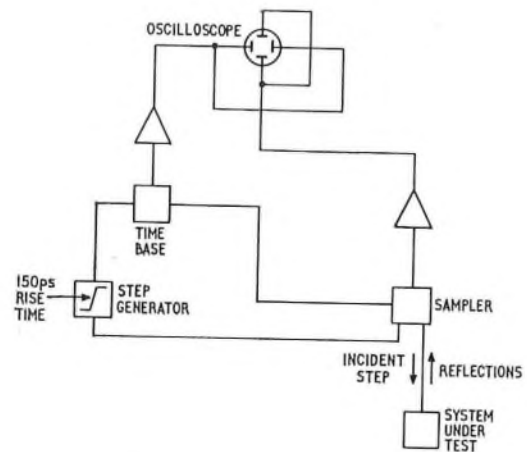 OSCILLOSCOPE
TIME
BASE
150ps
RISE
TIME
STEP
GENERATOR
SAMPLER
INCIDENT
STEP
REFLECTIONS
SYSTEM
UNDER
TEST